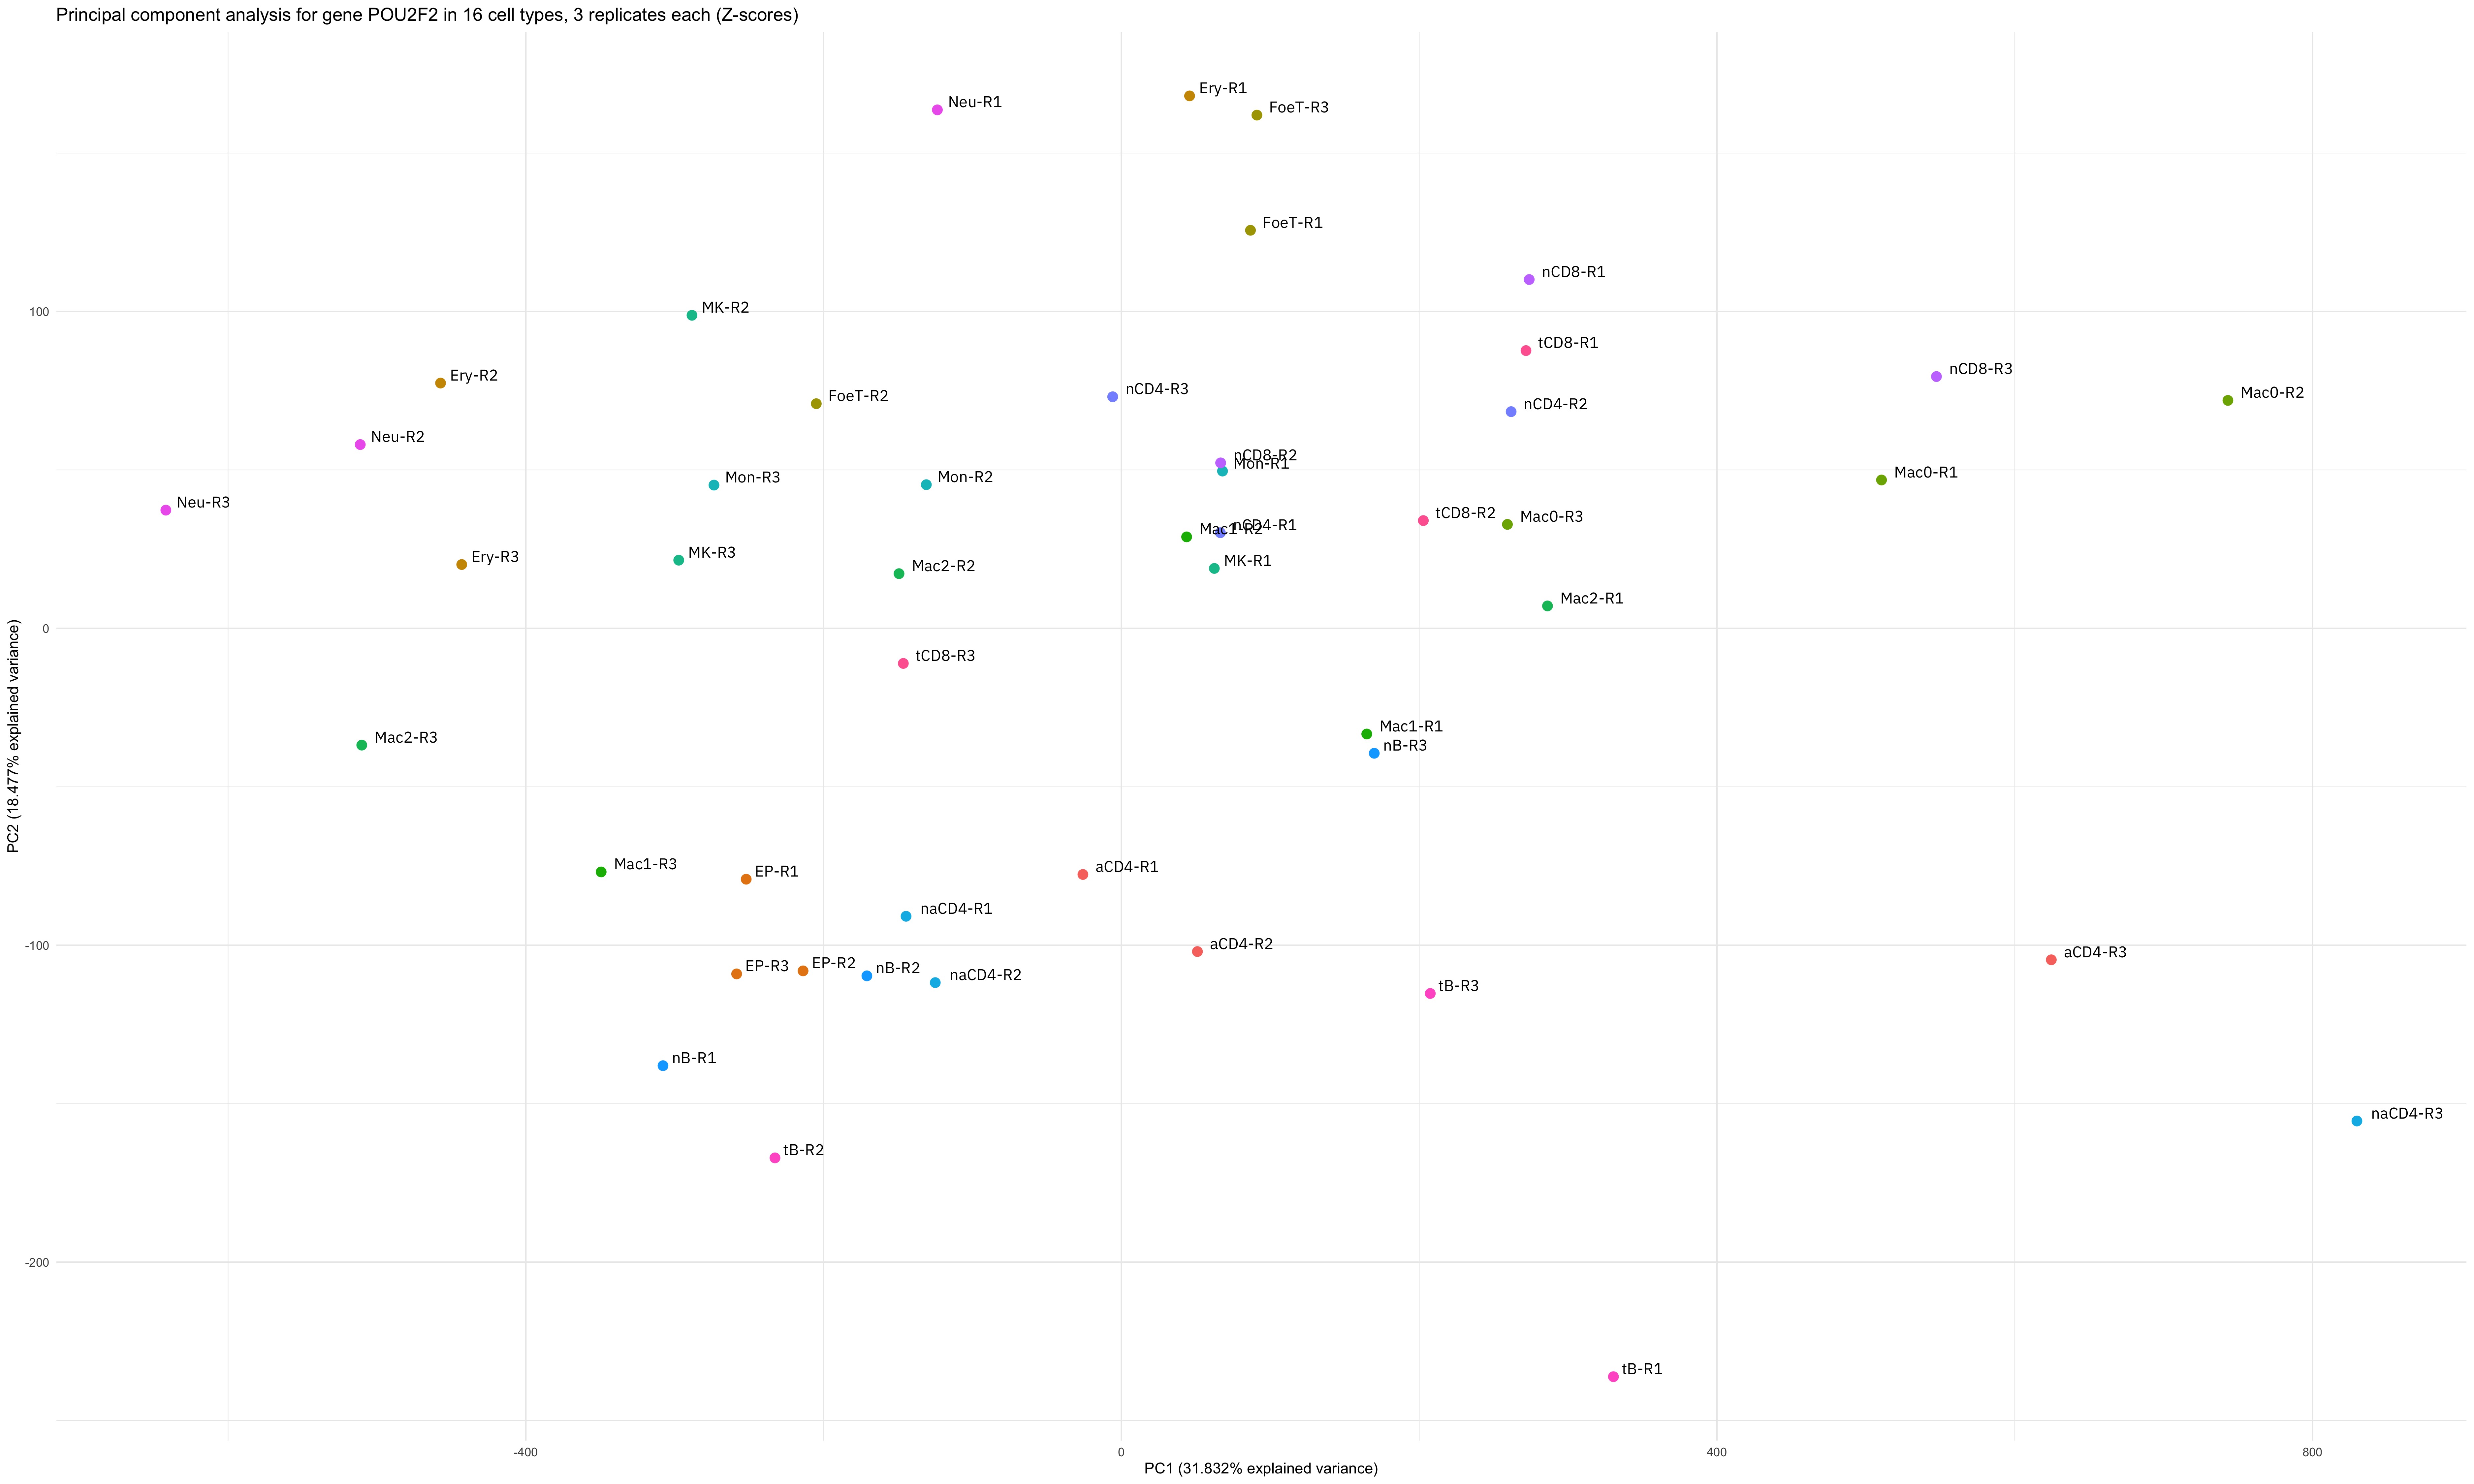 Principal component analysis for gene POU2F2 in 16 cell types, 3 replicates each (Z-scores)
Ery-R1
Neu-R1
FoeT-R3
FoeT-R1
nCD8-R1
MK-R2
100
tCD8-R1
nCD8-R3
Ery-R2
nCD4-R3
Mac0-R2
FoeT-R2
nCD4-R2
Neu-R2
nCD8-R2
Mon-R1
Mac0-R1
Mon-R3
Mon-R2
Neu-R3
tCD8-R2
Mac0-R3
nCD4-R1
Mac1-R2
MK-R3
Ery-R3
MK-R1
Mac2-R2
Mac2-R1
0
tCD8-R3
Mac1-R1
Mac2-R3
nB-R3
PC2 (18.477% explained variance)
Mac1-R3
aCD4-R1
EP-R1
naCD4-R1
-100
aCD4-R2
aCD4-R3
EP-R2
EP-R3
nB-R2
naCD4-R2
tB-R3
nB-R1
naCD4-R3
tB-R2
-200
tB-R1
-400
0
400
800
PC1 (31.832% explained variance)